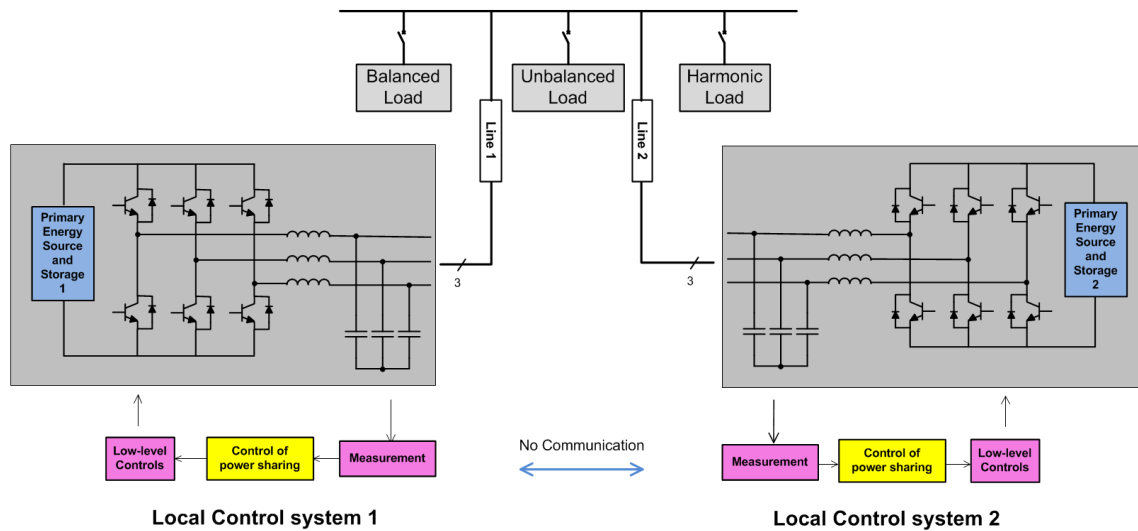 Balanced
Load
Unbalanced
Load
Harmonic
Load
Line 1
Line 2
Primary
Energy
Source
and
Storage
1
Primary
Energy
Source
and
Storage
2
3
3
Low-level
Controls
Control of
power sharing
Measurement
No Communication
Measurement
Control of
power sharing
Low-level
Controls
Local Control system 1
Local Control system 2